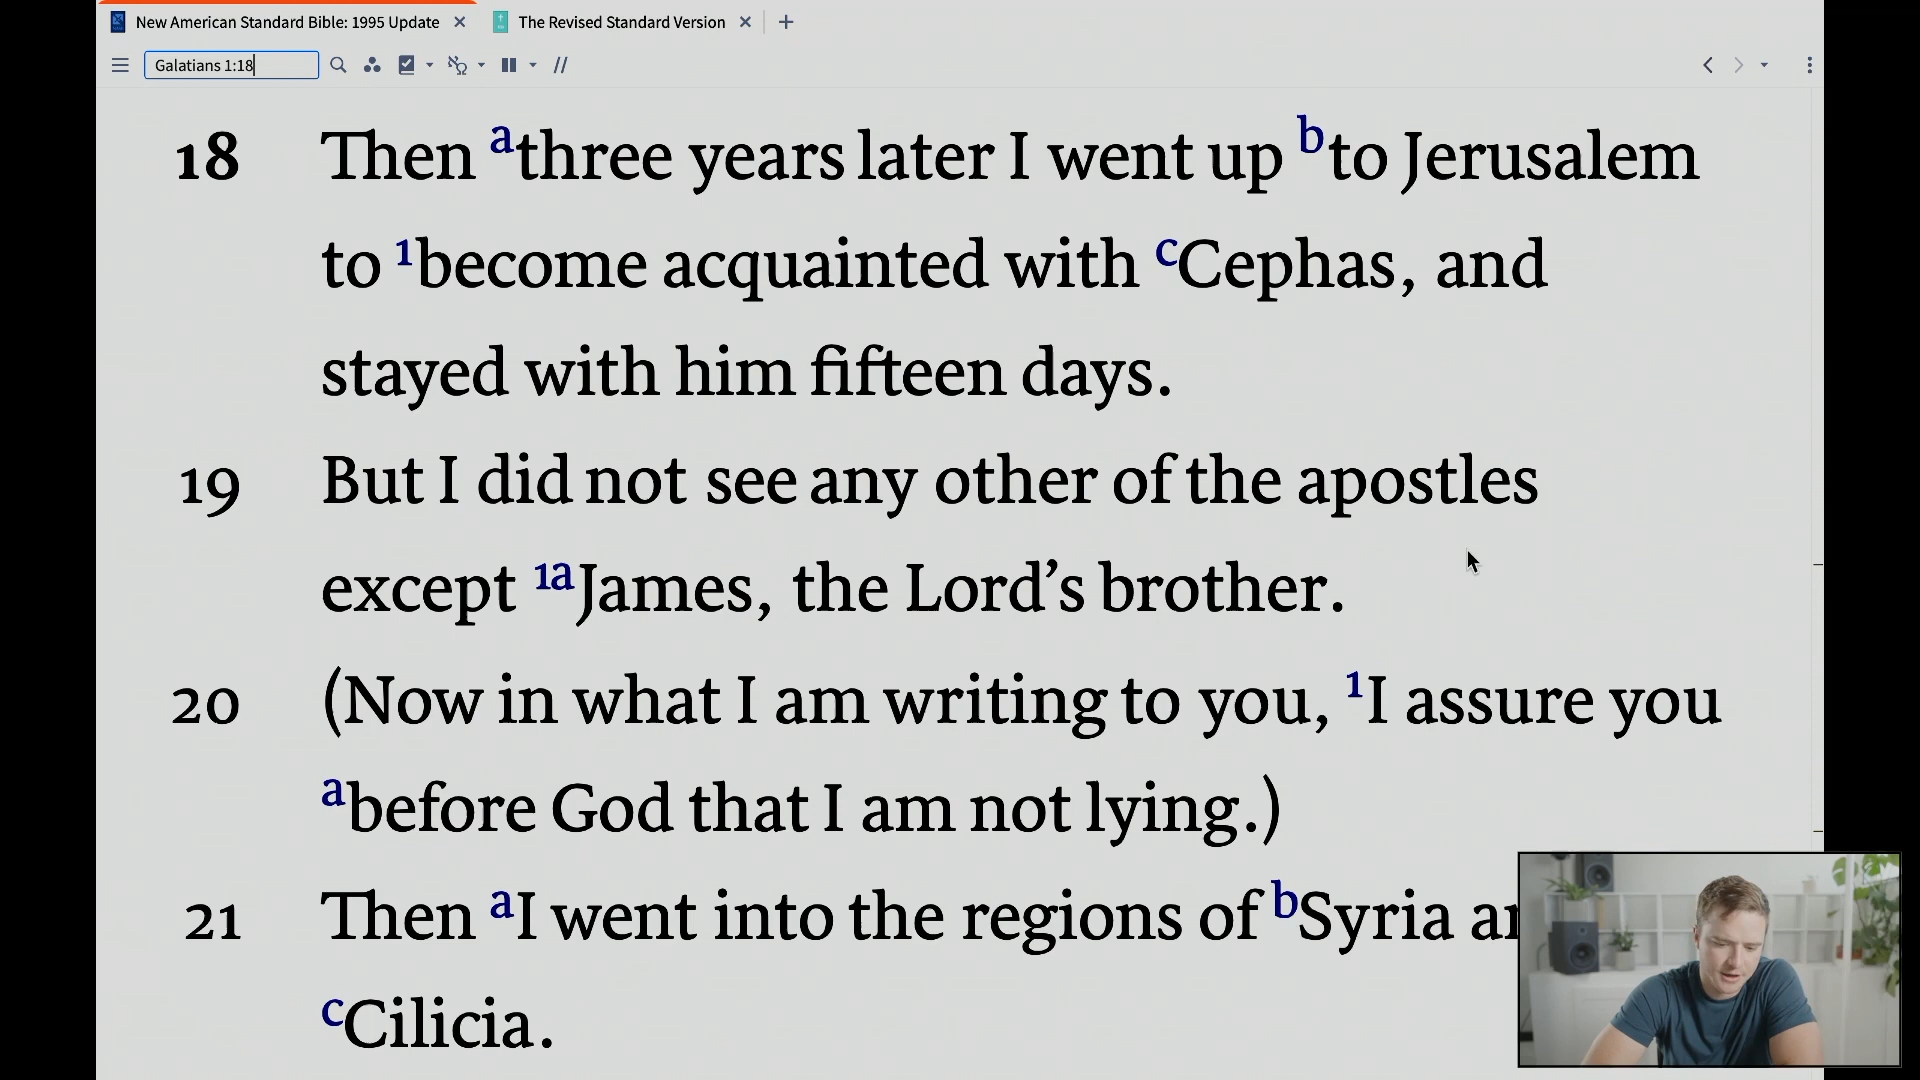 New American Standard Bible: 1995 Update
The Revised Standard Version
Galatians 1:18
18 Then a three years later I went up b to Jerusalem
to 1 become acquainted with c Cephas, and
stayed with him fifteen days.
19 But I did not see any other of the apostles
except 1a James, the Lord’s brother.
20 (Now in what I am writing to you, 1 I assure you
a before God that I am not lying.)
21 Then a I went into the regions of b Syria
c Cilicia.